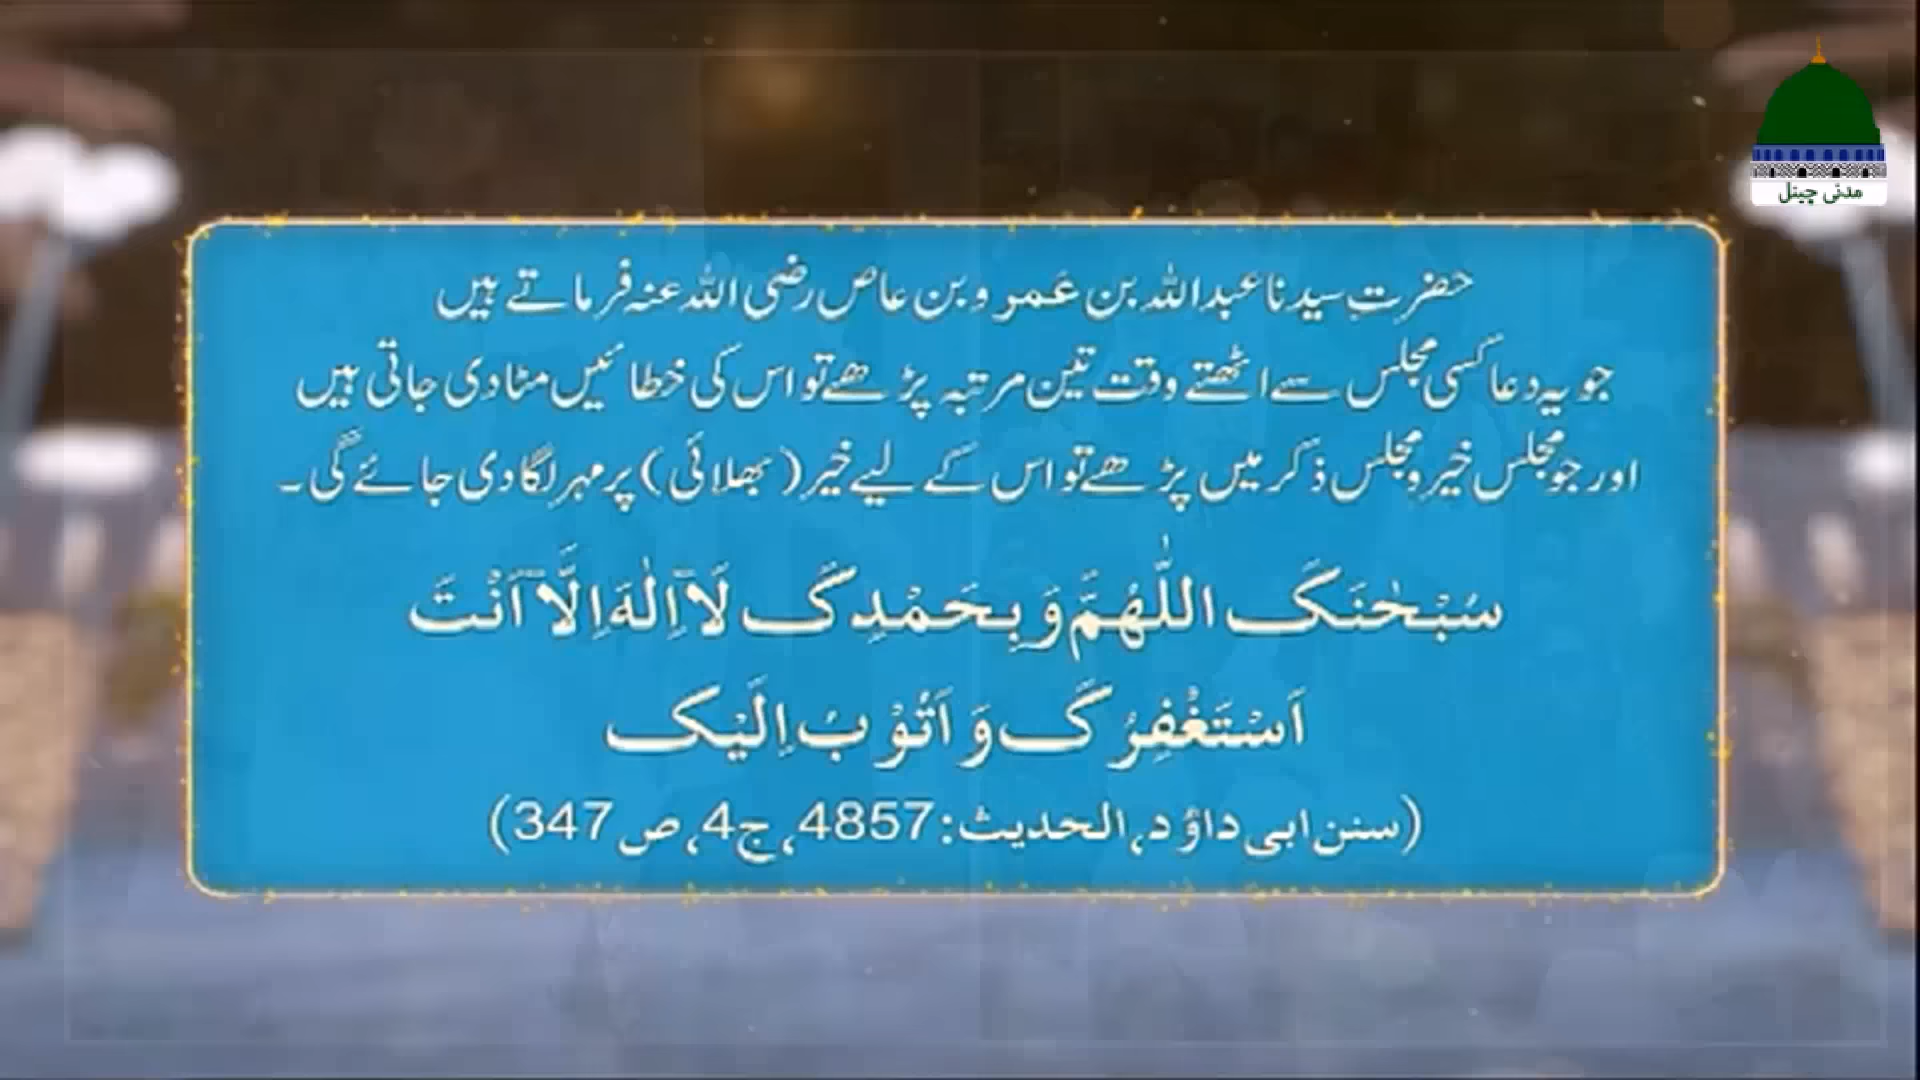 مدنی چینل
حضرتِ سیدنا عبداللہ بن عَمر و بن عاص رضی اللہ عنہ فرماتے ہیں
جو یہ دعا کسی مجلس سے اٹھتے وقت تین مرتبہ پڑھے تو اس کی خطائیں مٹا دی جاتی ہیں
اور جو مجلس خیر و مجلس ذکر میں پڑھے تو اس کے لیے خیر (بھلائی) پر مہر لگا دی جائے گی۔
سُبْحٰنَکَ اللّٰھُمَّ وَ بِحَمْدِکَ لَآ اِلٰہَ اِلَّآ اَنْتَ
اَسْتَغْفِرُکَ وَ اَتُوْبُ اِلَیْکَ
(سنن ابی داؤد، الحدیث: 4857، ج4، ص347)